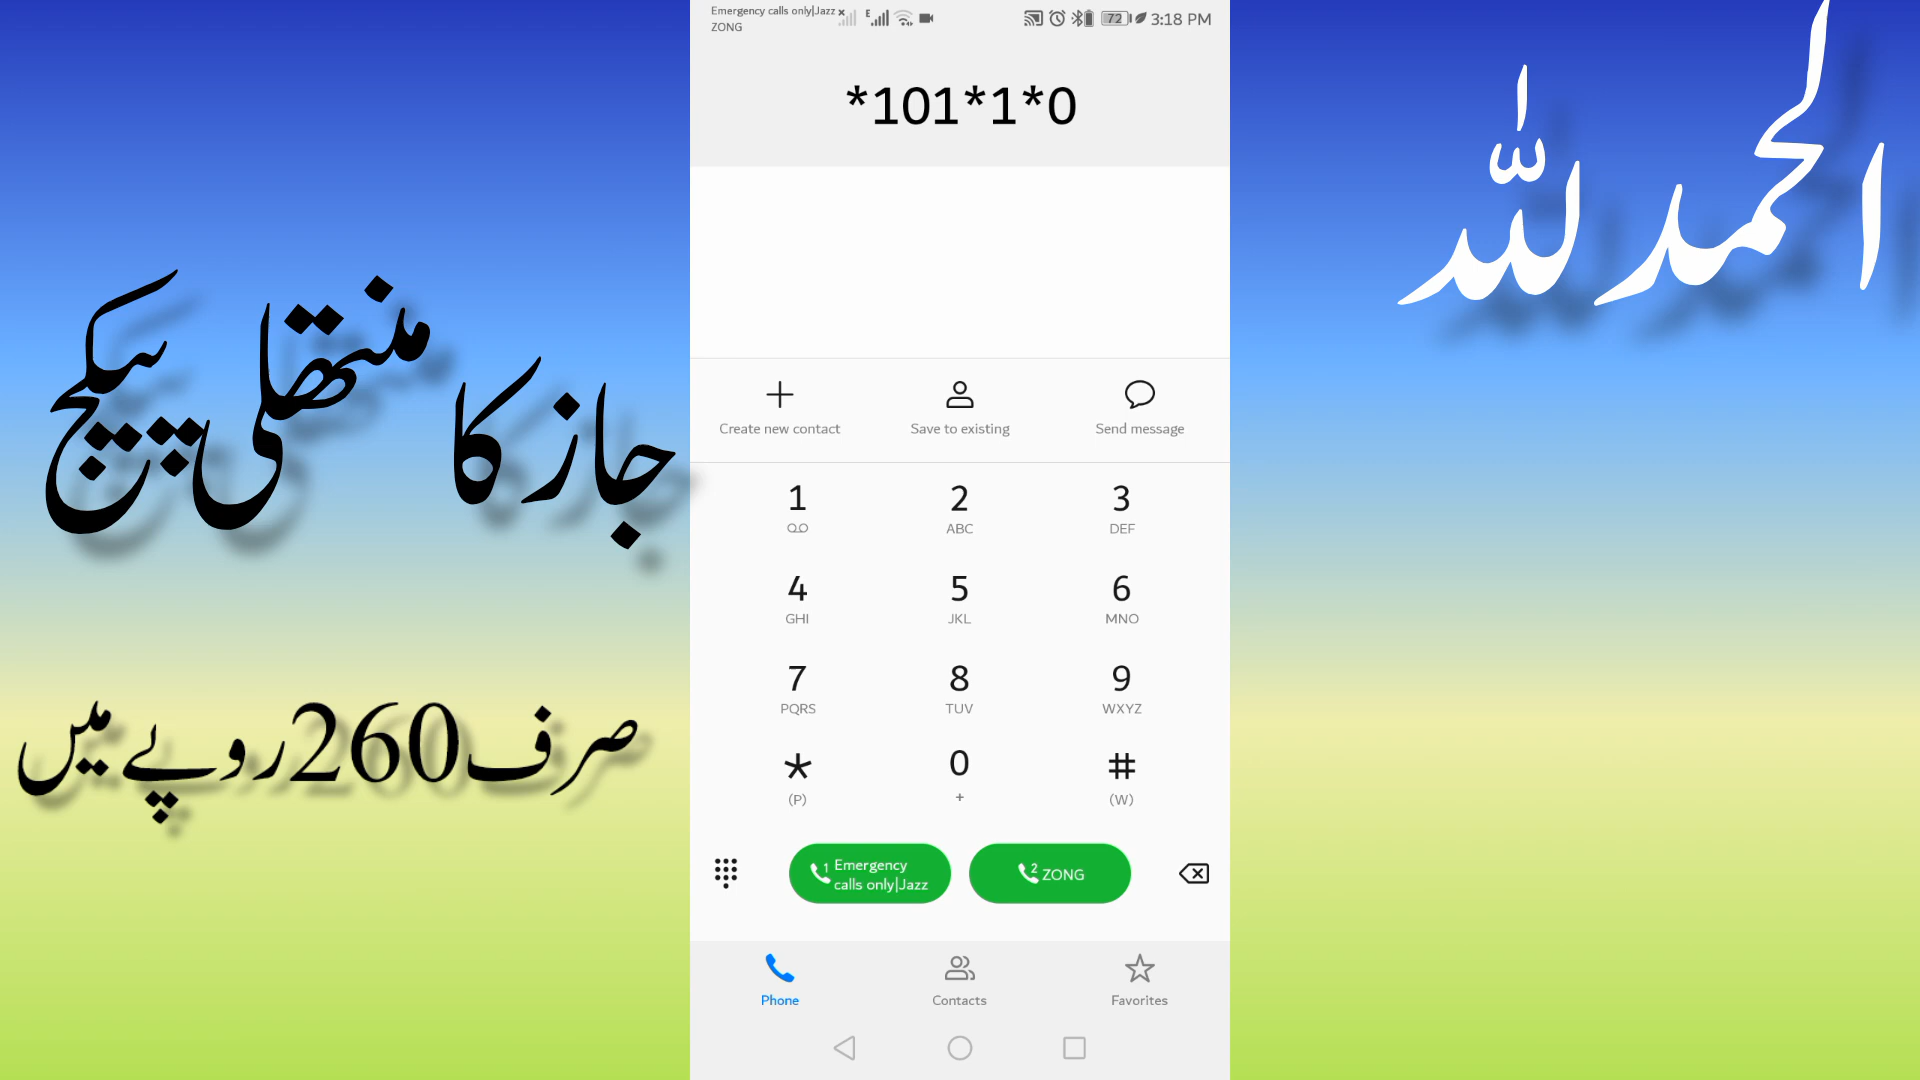 Emergency calls only|Jazz
ZONG
72
3:18 PM
*101*1*0
الحمدللہ
جاز کا منتھلی پیکج
صرف 260 روپے میں
Create new contact
Save to existing
Send message
1 2 3
ABC DEF
4 5 6
GHI JKL MNO
7 8 9
PQRS TUV WXYZ
* 0 #
(P) + (W)
1 Emergency calls only|Jazz
2 ZONG
Phone Contacts Favorites